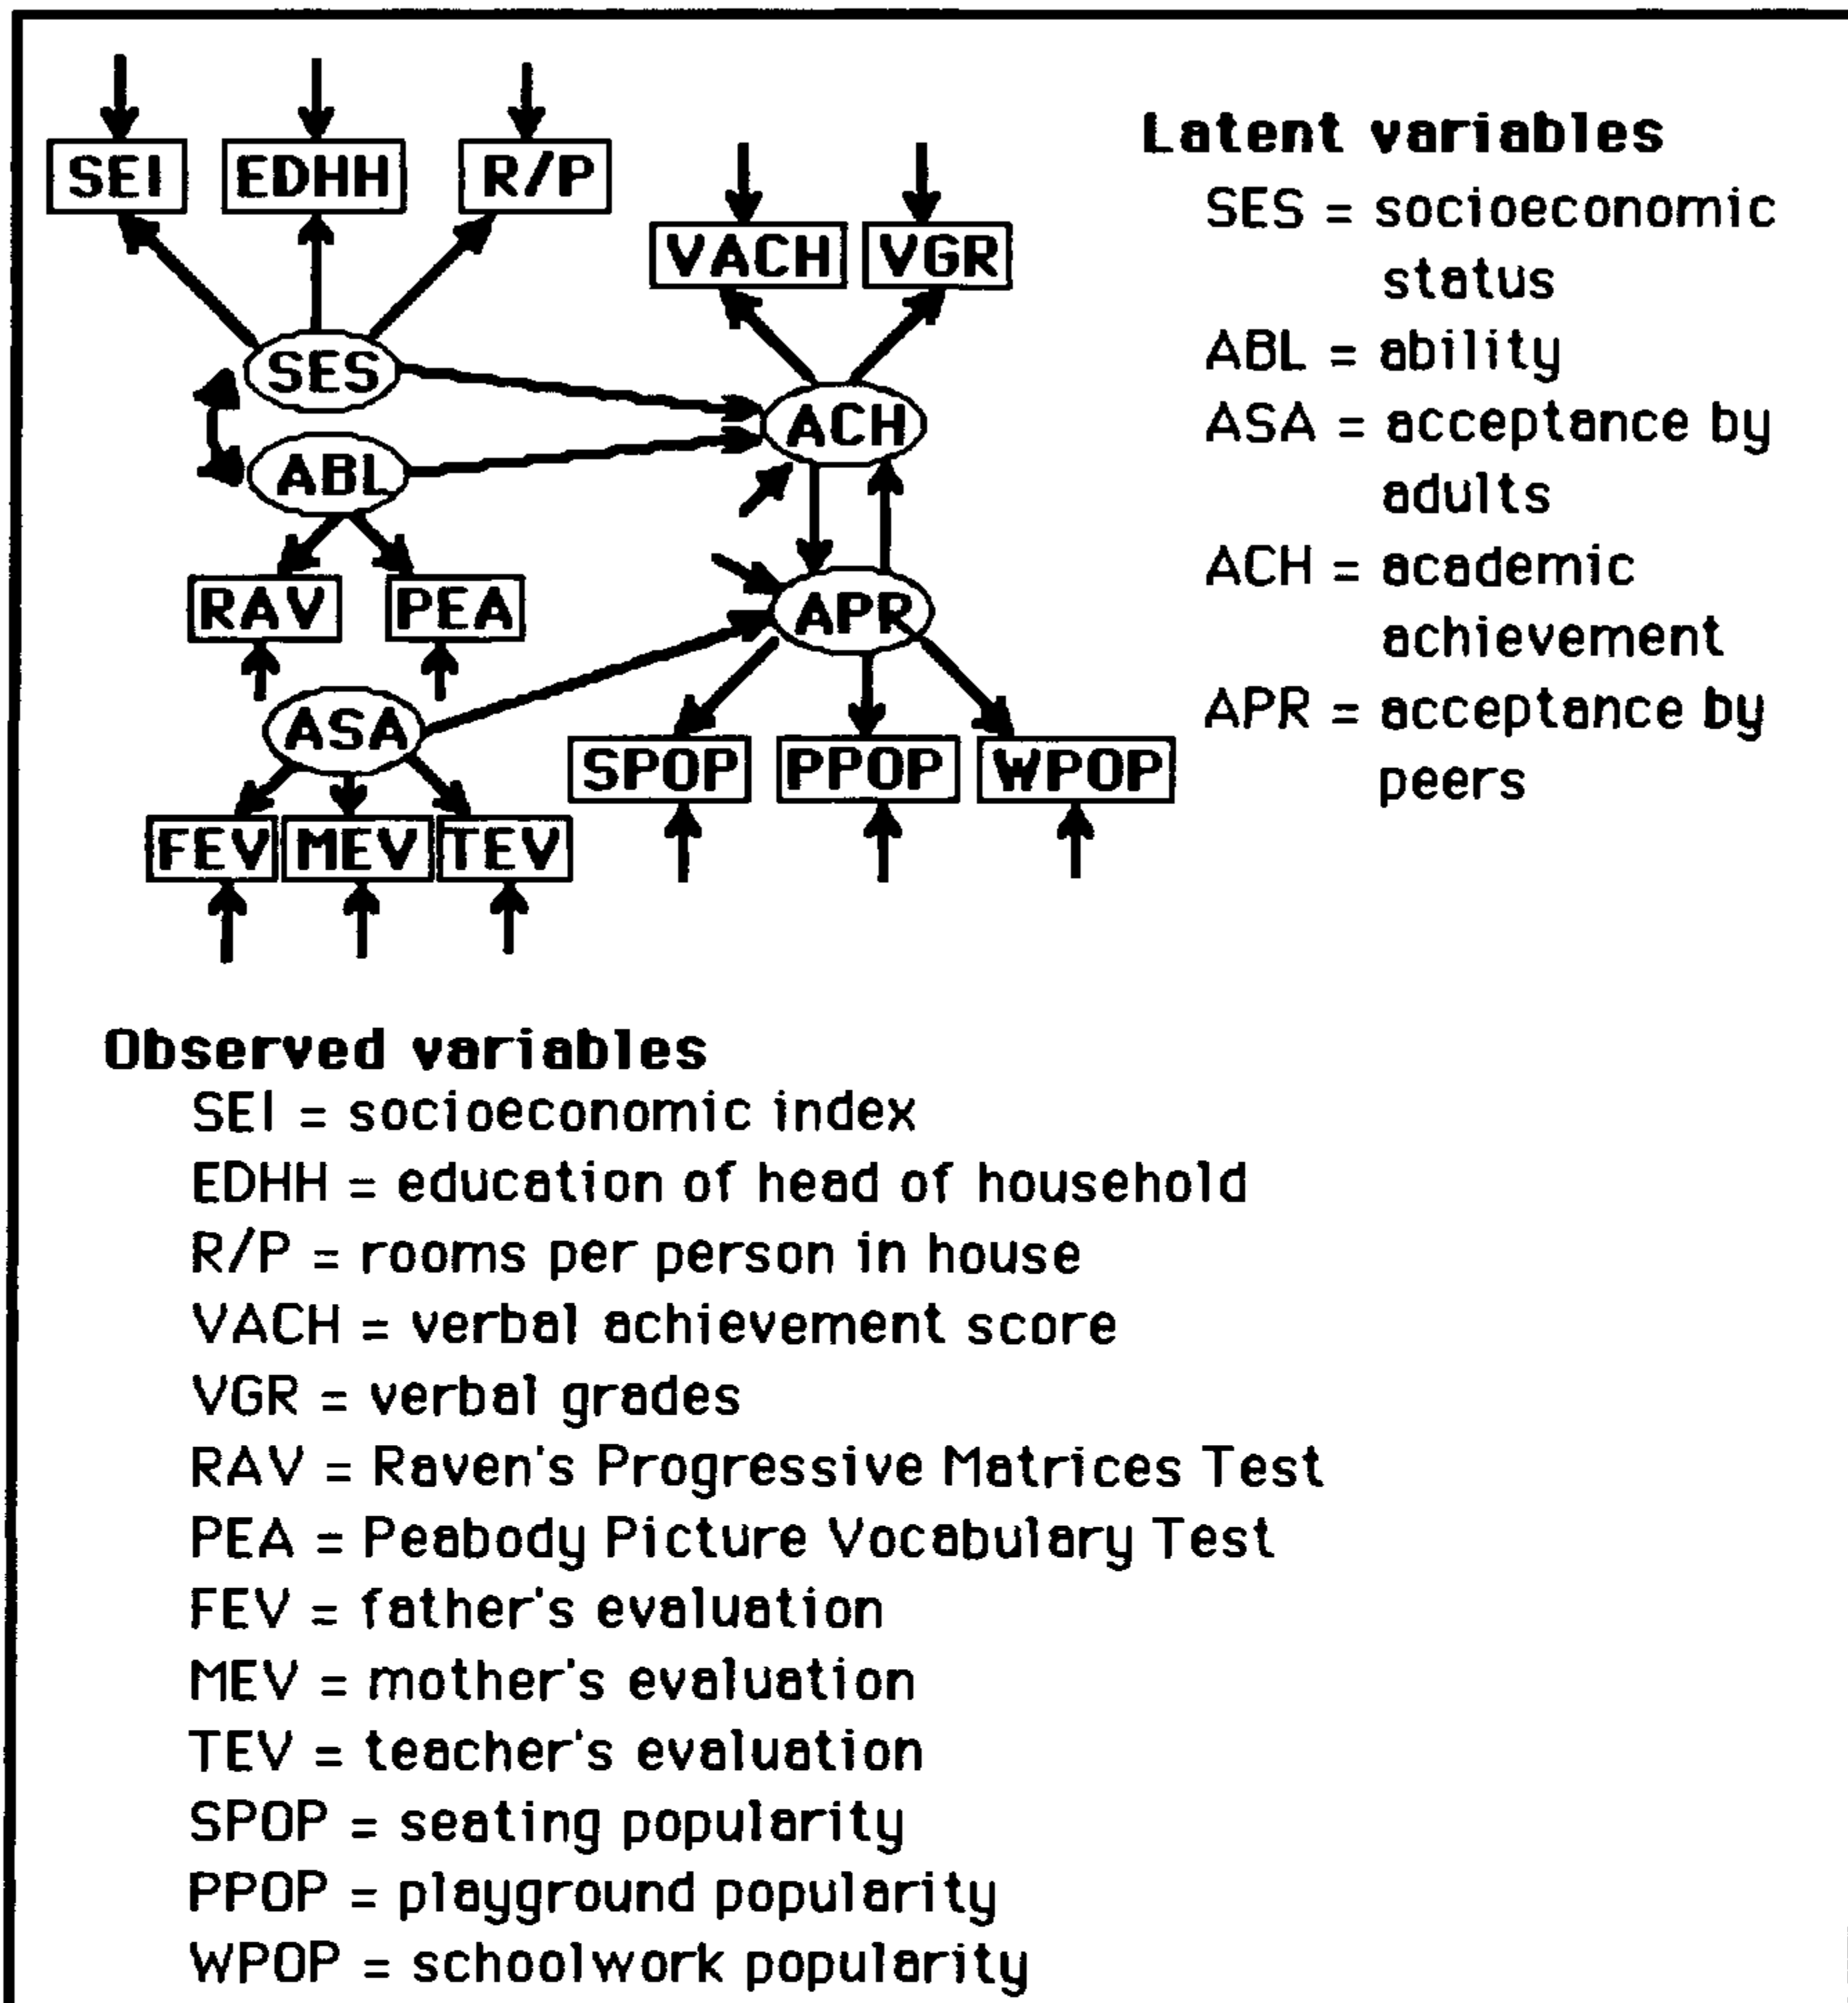 SEI EDHH R/P
VACH VGR
SES
ACH
ABL
RAV PEA
APR
ASA
SPOP PPOP WPOP
FEV MEV TEV
Latent variables
SES = socioeconomic
status
ABL = ability
ASA = acceptance by
adults
ACH = academic
achievement
APR = acceptance by
peers
Observed variables
SEI = socioeconomic index
EDHH = education of head of household
R/P = rooms per person in house
VACH = verbal achievement score
VGR = verbal grades
RAV = Raven's Progressive Matrices Test
PEA = Peabody Picture Vocabulary Test
FEV = father's evaluation
MEV = mother's evaluation
TEV = teacher's evaluation
SPOP = seating popularity
PPOP = playground popularity
WPOP = schoolwork popularity